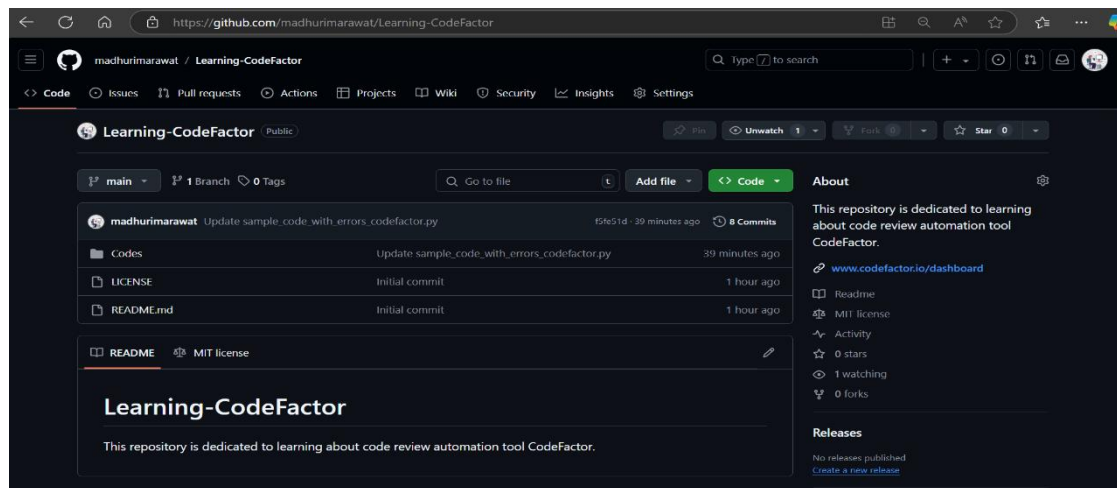 https://github.com/madhurimarawat/Learning-CodeFactor
madhurimarawat / Learning-CodeFactor
Type / to search
Code Issues Pull requests Actions Projects Wiki Security Insights Settings
Learning-CodeFactor Public
Pin Unwatch 1 Fork 0 Star 0
main 1 Branch 0 Tags Go to file t Add file Code
madhurimarawat Update sample_code_with_errors_codefactor.py f5fe51d · 39 minutes ago 8 Commits
Codes Update sample_code_with_errors_codefactor.py 39 minutes ago
LICENSE Initial commit 1 hour ago
README.md Initial commit 1 hour ago
README MIT license
Learning-CodeFactor
This repository is dedicated to learning about code review automation tool CodeFactor.
About
This repository is dedicated to learning
about code review automation tool
CodeFactor.
www.codefactor.io/dashboard
Readme
MIT license
Activity
0 stars
1 watching
0 forks
Releases
No releases published
Create a new release